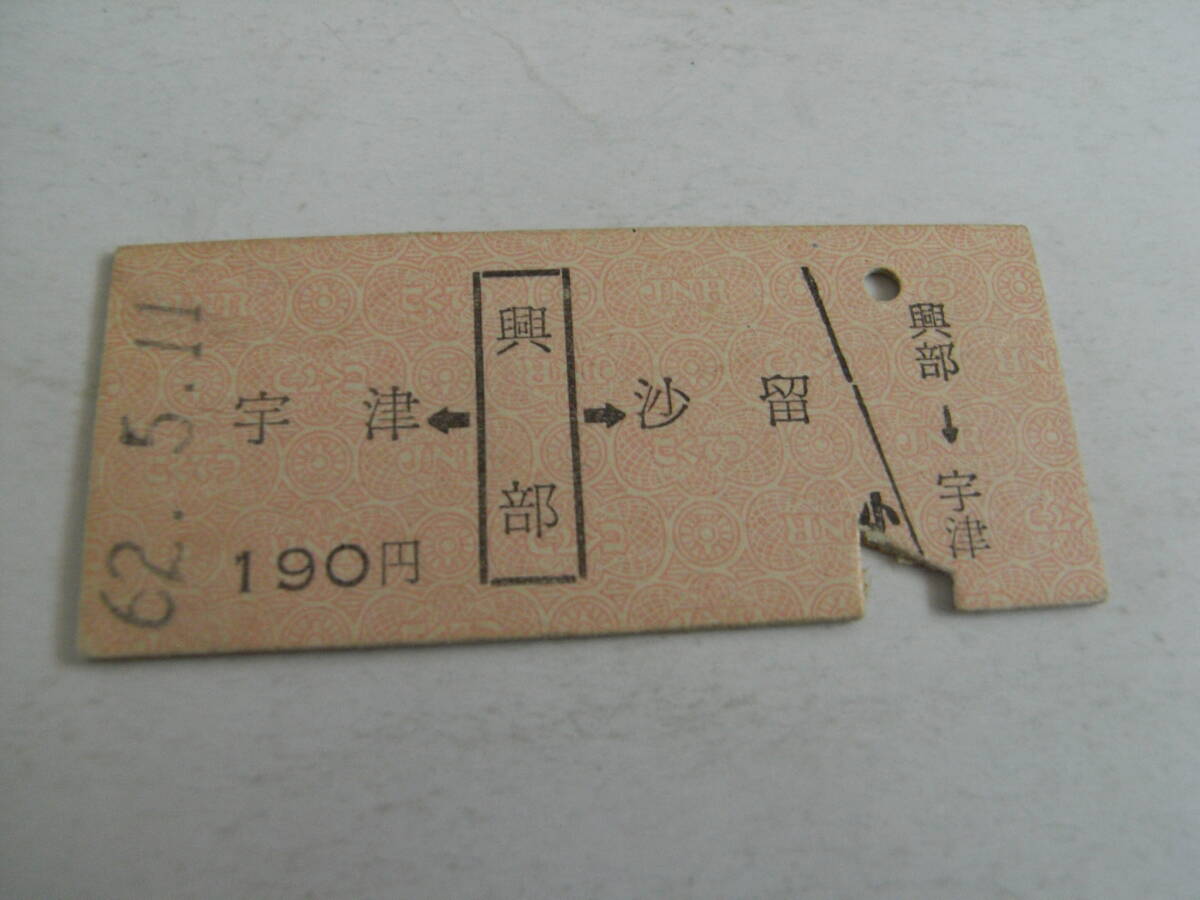 62. 5. 11
宇津 ← 興部 → 沙留
190円
興部 → 宇津